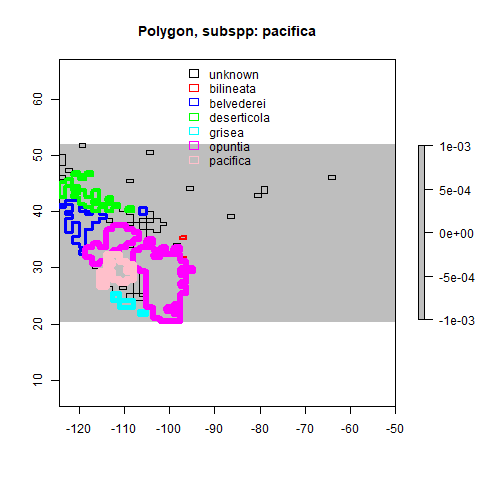 Polygon, subspp: pacifica
unknown
bilineata
belvederei
deserticola
grisea
opuntia
pacifica
60
50
40
30
20
10
-120
-110
-100
-90
-80
-70
-60
-50
1e-03
5e-04
0e+00
-5e-04
-1e-03